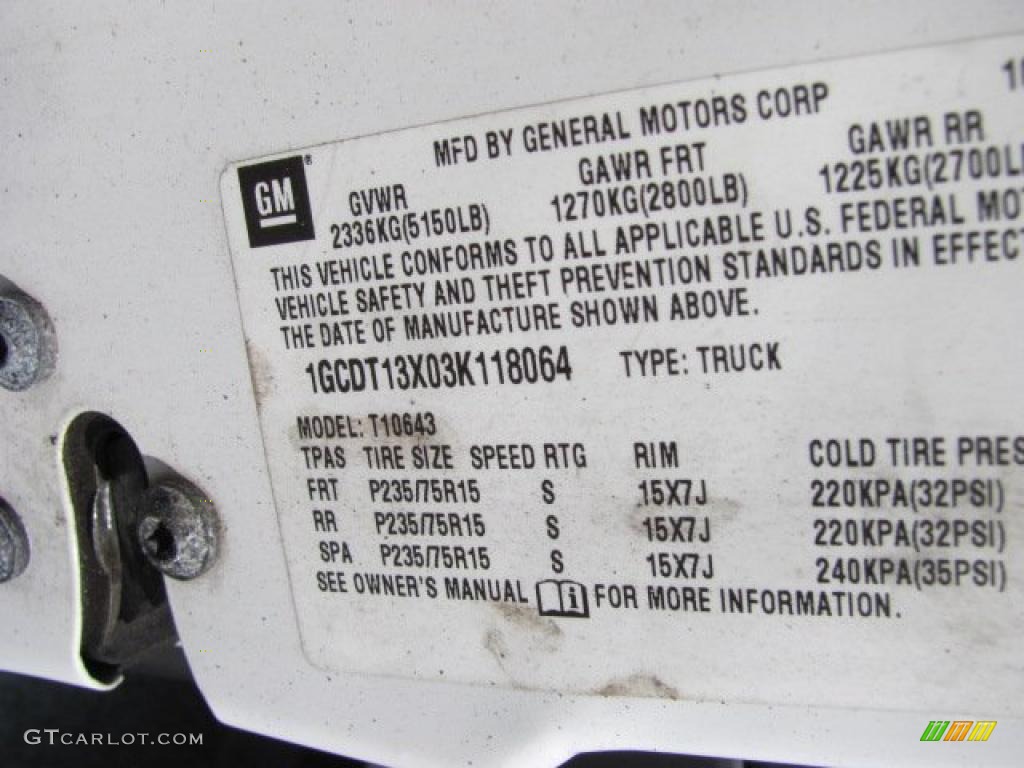 10
MFD BY GENERAL MOTORS CORP
GM®
GVWR GAWR FRT GAWR RR
2336KG(5150LB) 1270KG(2800LB) 1225KG(2700L
THIS VEHICLE CONFORMS TO ALL APPLICABLE U.S. FEDERAL MO
VEHICLE SAFETY AND THEFT PREVENTION STANDARDS IN EFFECT
THE DATE OF MANUFACTURE SHOWN ABOVE.
1GCDT13X03K118064 TYPE: TRUCK
MODEL: T10643
TPAS TIRE SIZE SPEED RTG RIM COLD TIRE PRES
FRT P235/75R15 S 15X7J 220KPA(32PSI)
RR P235/75R15 S 15X7J 220KPA(32PSI)
SPA P235/75R15 S 15X7J 240KPA(35PSI)
SEE OWNER'S MANUAL i FOR MORE INFORMATION.
GTCARLOT.COM